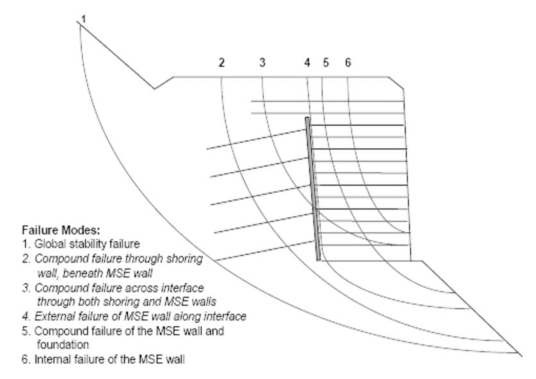 1
2 3 4 5 6
Failure Modes:
1. Global stability failure
2. Compound failure through shoring
wall, beneath MSE wall
3. Compound failure across interface
through both shoring and MSE walls
4. External failure of MSE wall along interface
5. Compound failure of the MSE wall and
foundation
6. Internal failure of the MSE wall